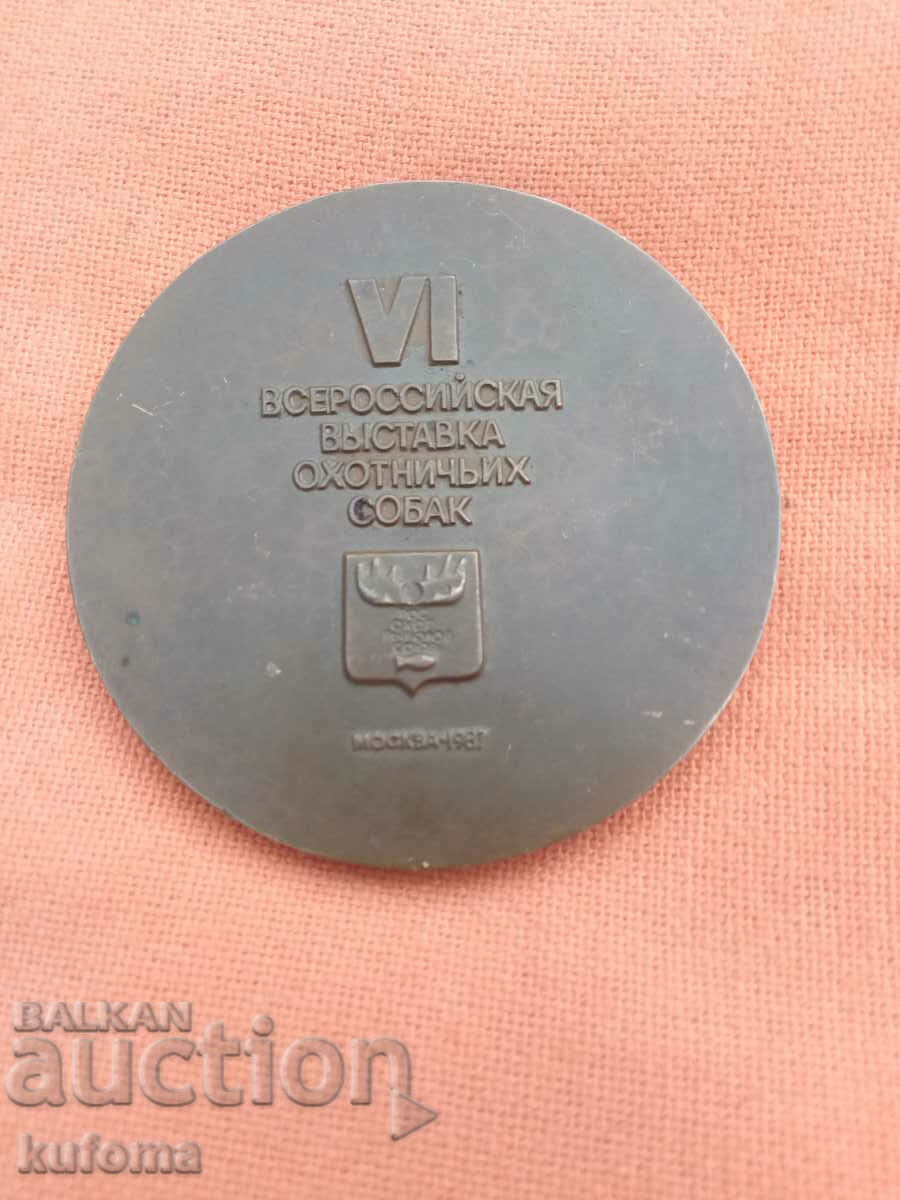 VI
ВСЕРОССИЙСКАЯ
ВЫСТАВКА
ОХОТНИЧЬИХ
СОБАК
МОСКВА·1987
BALKAN
auction
kufoma